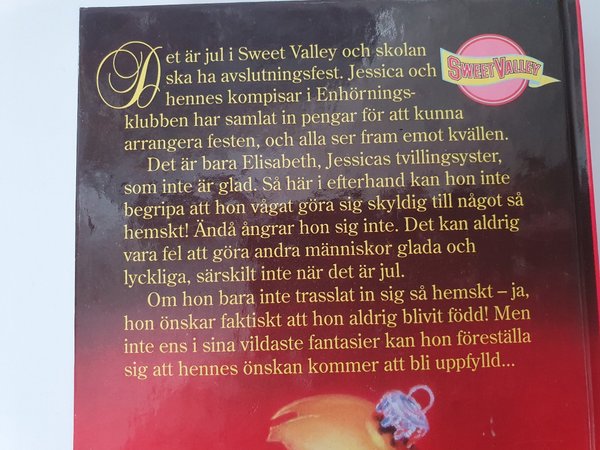 Det är jul i Sweet Valley och skolan
ska ha avslutningsfest. Jessica och
hennes kompisar i Enhörnings-
klubben har samlat in pengar för att kunna
arrangera festen, och alla ser fram emot kvällen.
Det är bara Elisabeth, Jessicas tvillingsyster,
som inte är glad. Så här i efterhand kan hon inte
begripa att hon vågat göra sig skyldig till något så
hemskt! Ändå ångrar hon sig inte. Det kan aldrig
vara fel att göra andra människor glada och
lyckliga, särskilt inte när det är jul.
Om hon bara inte trasslat in sig så hemskt – ja,
hon önskar faktiskt att hon aldrig blivit född! Men
inte ens i sina vildaste fantasier kan hon föreställa
sig att hennes önskan kommer att bli uppfylld...
SWEET VALLEY